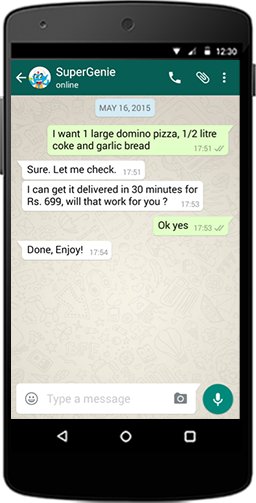 12:30
SuperGenie
online
MAY 16, 2015
I want 1 large domino pizza, 1/2 litre
coke and garlic bread
17:51
Sure. Let me check. 17:51
I can get it delivered in 30 minutes for
Rs. 699, will that work for you ? 17:53
Ok yes 17:53
Done, Enjoy! 17:54
Type a message